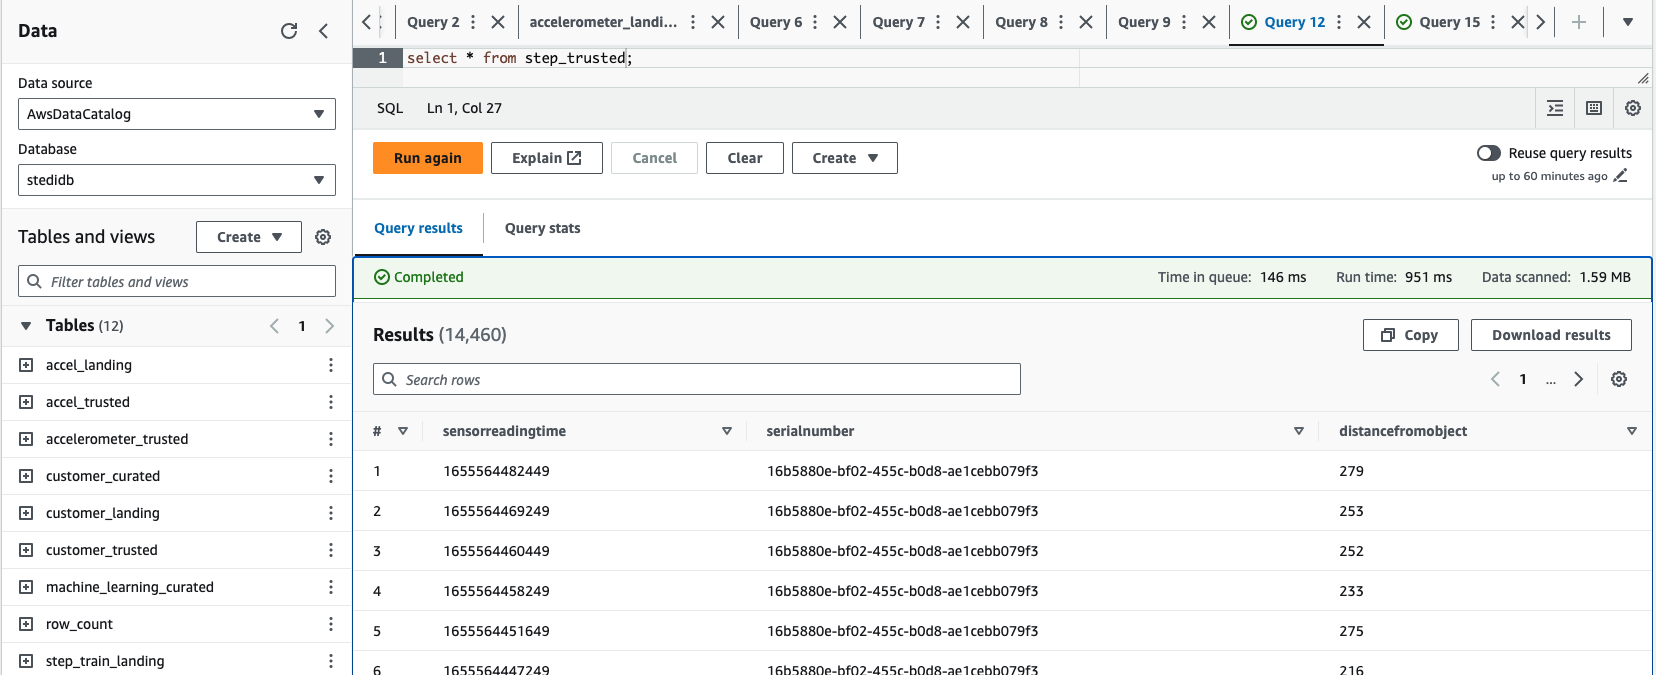 Data
Data source
AwsDataCatalog
Database
stedidb
Tables and views
Create
Filter tables and views
Tables (12)
1
accel_landing
accel_trusted
accelerometer_trusted
customer_curated
customer_landing
customer_trusted
machine_learning_curated
row_count
step_train_landing
Query 2
accelerometer_landi...
Query 6
Query 7
Query 8
Query 9
Query 12
Query 15
1 select * from step_trusted;
SQL Ln 1, Col 27
Run again
Explain
Cancel
Clear
Create
Reuse query results
up to 60 minutes ago
Query results
Query stats
Completed
Time in queue: 146 ms Run time: 951 ms Data scanned: 1.59 MB
Results (14,460)
Copy
Download results
Search rows
1 ...
# sensorreadingtime serialnumber distancefromobject
1 1655564482449 16b5880e-bf02-455c-b0d8-ae1cebb079f3 279
2 1655564469249 16b5880e-bf02-455c-b0d8-ae1cebb079f3 253
3 1655564460449 16b5880e-bf02-455c-b0d8-ae1cebb079f3 252
4 1655564458249 16b5880e-bf02-455c-b0d8-ae1cebb079f3 233
5 1655564451649 16b5880e-bf02-455c-b0d8-ae1cebb079f3 275
6 1655564447249 16b5880e-bf02-455c-b0d8-ae1cebb079f3 216